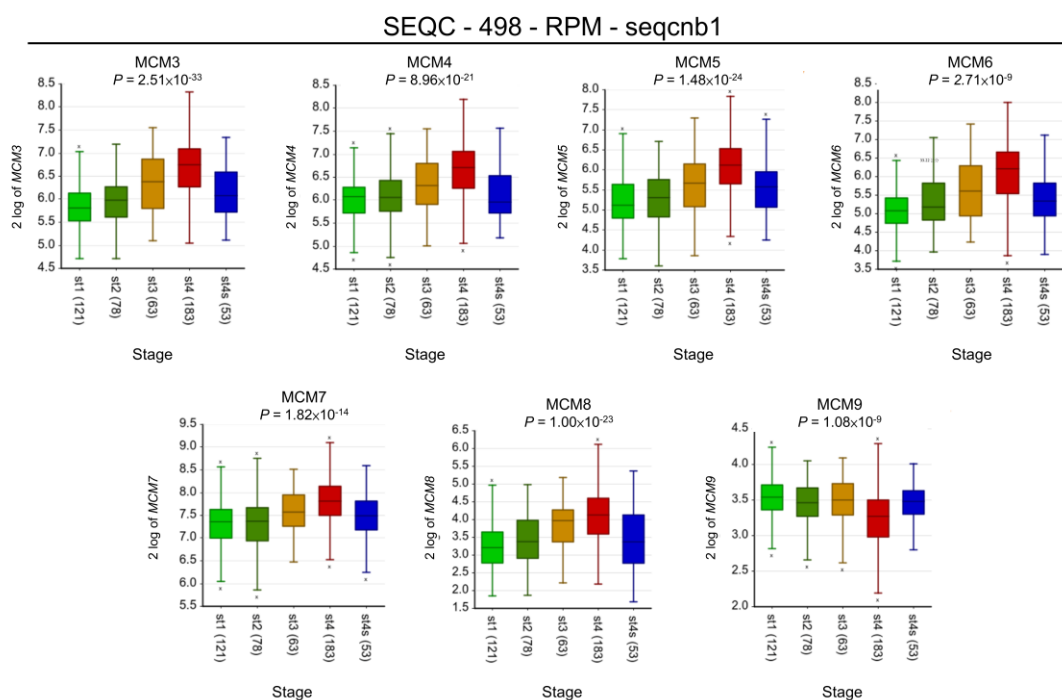 SEQC - 498 - RPM - seqcnb1
MCM3
P = 2.51×10-33
2 log of MCM3
8.5
8.0
7.5
7.0
6.5
6.0
5.5
5.0
4.5
st1 (121)
st2 (78)
st3 (63)
st4 (183)
st4s (53)
Stage
MCM4
P = 8.96×10-21
2 log of MCM4
8.5
8.0
7.5
7.0
6.5
6.0
5.5
5.0
4.5
st1 (121)
st2 (78)
st3 (63)
st4 (183)
st4s (53)
Stage
MCM5
P = 1.48×10-24
2 log of MCM5
8.0
7.5
7.0
6.5
6.0
5.5
5.0
4.5
4.0
3.5
st1 (121)
st2 (78)
st3 (63)
st4 (183)
st4s (53)
Stage
MCM6
P = 2.71×10-9
2 log of MCM6
8.5
8.0
7.5
7.0
6.5
6.0
5.5
5.0
4.5
4.0
3.5
st1 (121)
st2 (78)
st3 (63)
st4 (183)
st4s (53)
Stage
MCM7
P = 1.82×10-14
2 log of MCM7
9.5
9.0
8.5
8.0
7.5
7.0
6.5
6.0
5.5
st1 (121)
st2 (78)
st3 (63)
st4 (183)
st4s (53)
Stage
MCM8
P = 1.00×10-23
2 log of MCM8
6.5
6.0
5.5
5.0
4.5
4.0
3.5
3.0
2.5
2.0
1.5
st1 (121)
st2 (78)
st3 (63)
st4 (183)
st4s (53)
Stage
MCM9
P = 1.08×10-9
2 log of MCM9
4.5
4.0
3.5
3.0
2.5
2.0
st1 (121)
st2 (78)
st3 (63)
st4 (183)
st4s (53)
Stage